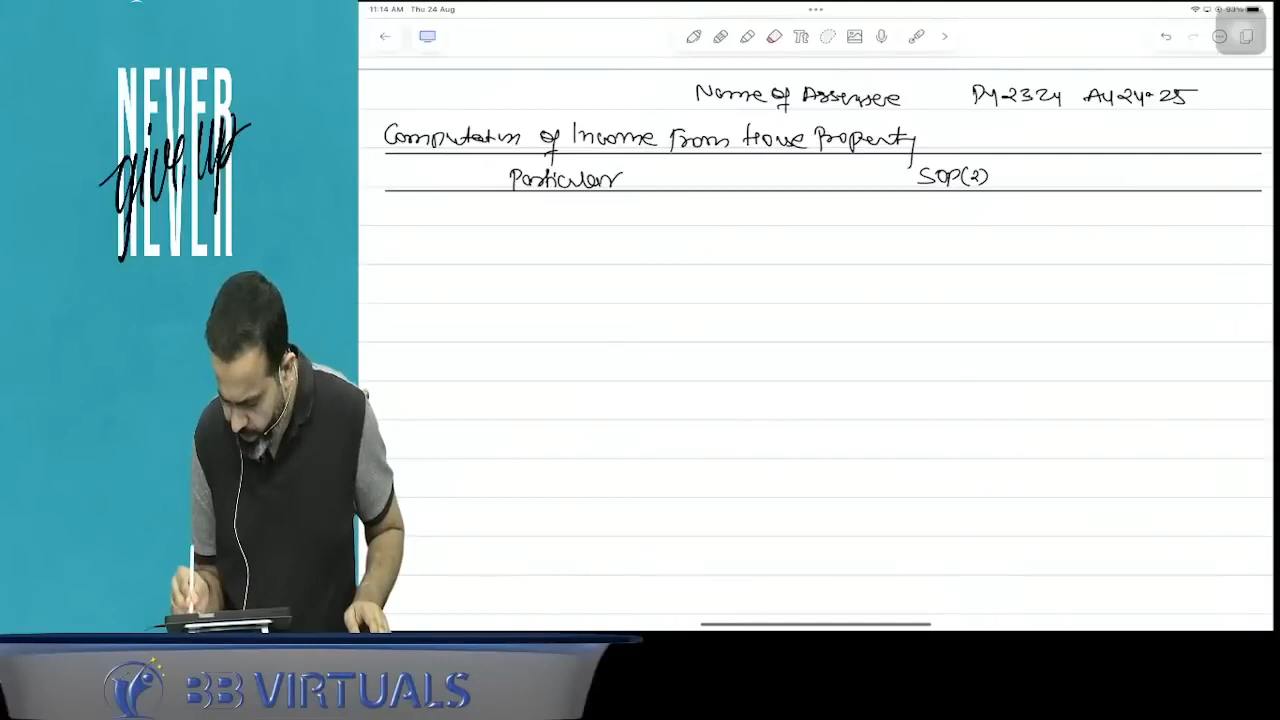 11:14 AM Thu 24 Aug
93%
NEVER
give up
NEVER
Name of Assessee PY-23 24 AY 24-25
Computation of Income from House Property
Particular SOP(2)
BB VIRTUALS